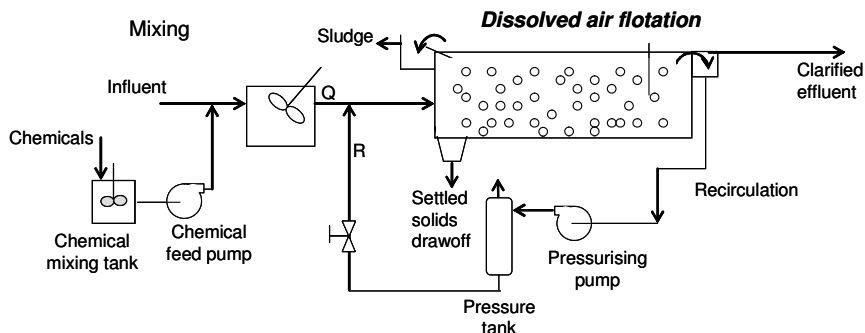 Dissolved air flotation
Mixing
Sludge
Clarified
effluent
Influent
Q
Chemicals
R
Settled
solids
drawoff
Recirculation
Chemical
mixing tank
Chemical
feed pump
Pressurising
pump
Pressure
tank